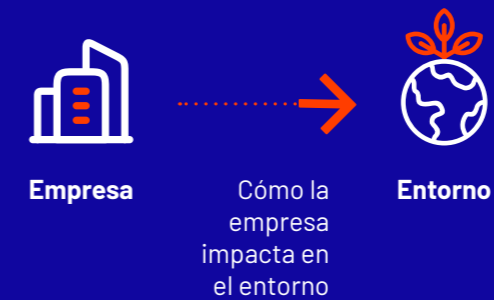 Empresa
Cómo la
empresa
impacta en
el entorno
Entorno